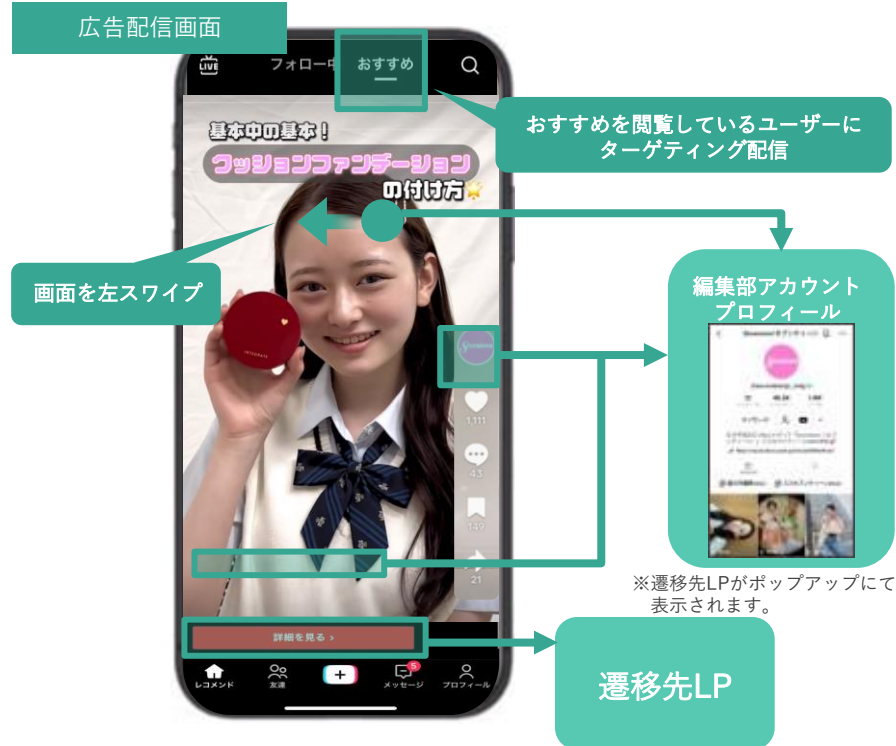 広告配信画面
LIVE
フォロー中
おすすめ
おすすめを閲覧しているユーザーに
ターゲティング配信
基本中の基本！
クッションファンデーション
の付け方
画面を左スワイプ
INTEGRATE
編集部アカウント
プロフィール
1,111
43
149
21
※遷移先LPがポップアップにて
表示されます。
詳細を見る ›
遷移先LP
レコメンド
友達
5
メッセージ
プロフィール